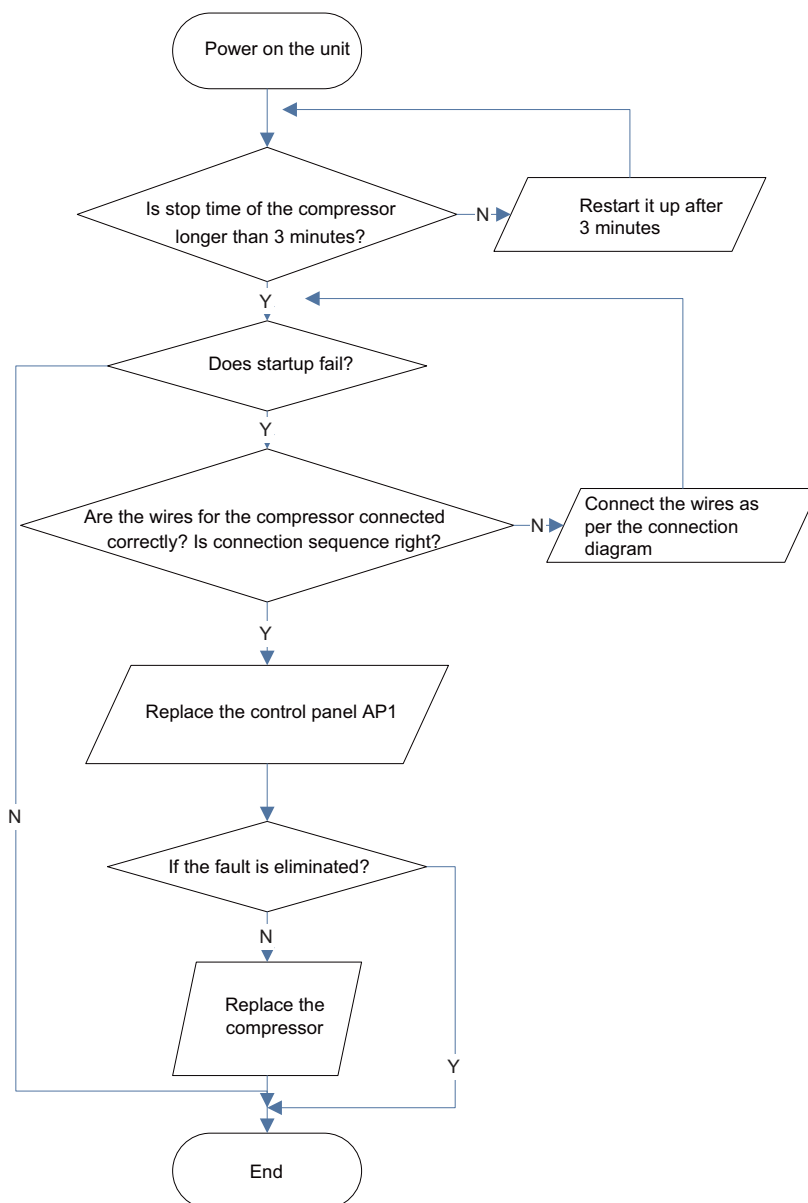 Power on the unit
Is stop time of the compressor
longer than 3 minutes?
N
Restart it up after
3 minutes
Y
Does startup fail?
Y
Are the wires for the compressor connected
correctly? Is connection sequence right?
N
Connect the wires as
per the connection
diagram
Y
Replace the control panel AP1
N
If the fault is eliminated?
N
Replace the
compressor
Y
End